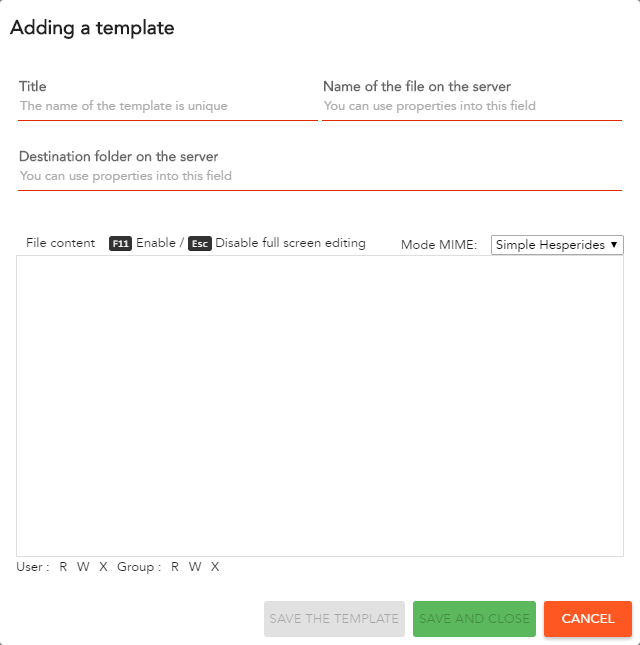 Adding a template
Title Name of the file on the server
The name of the template is unique You can use properties into this field
Destination folder on the server
You can use properties into this field
File content F11 Enable / Esc Disable full screen editing Mode MIME: Simple Hesperides
User : R W X Group : R W X
SAVE THE TEMPLATE SAVE AND CLOSE CANCEL